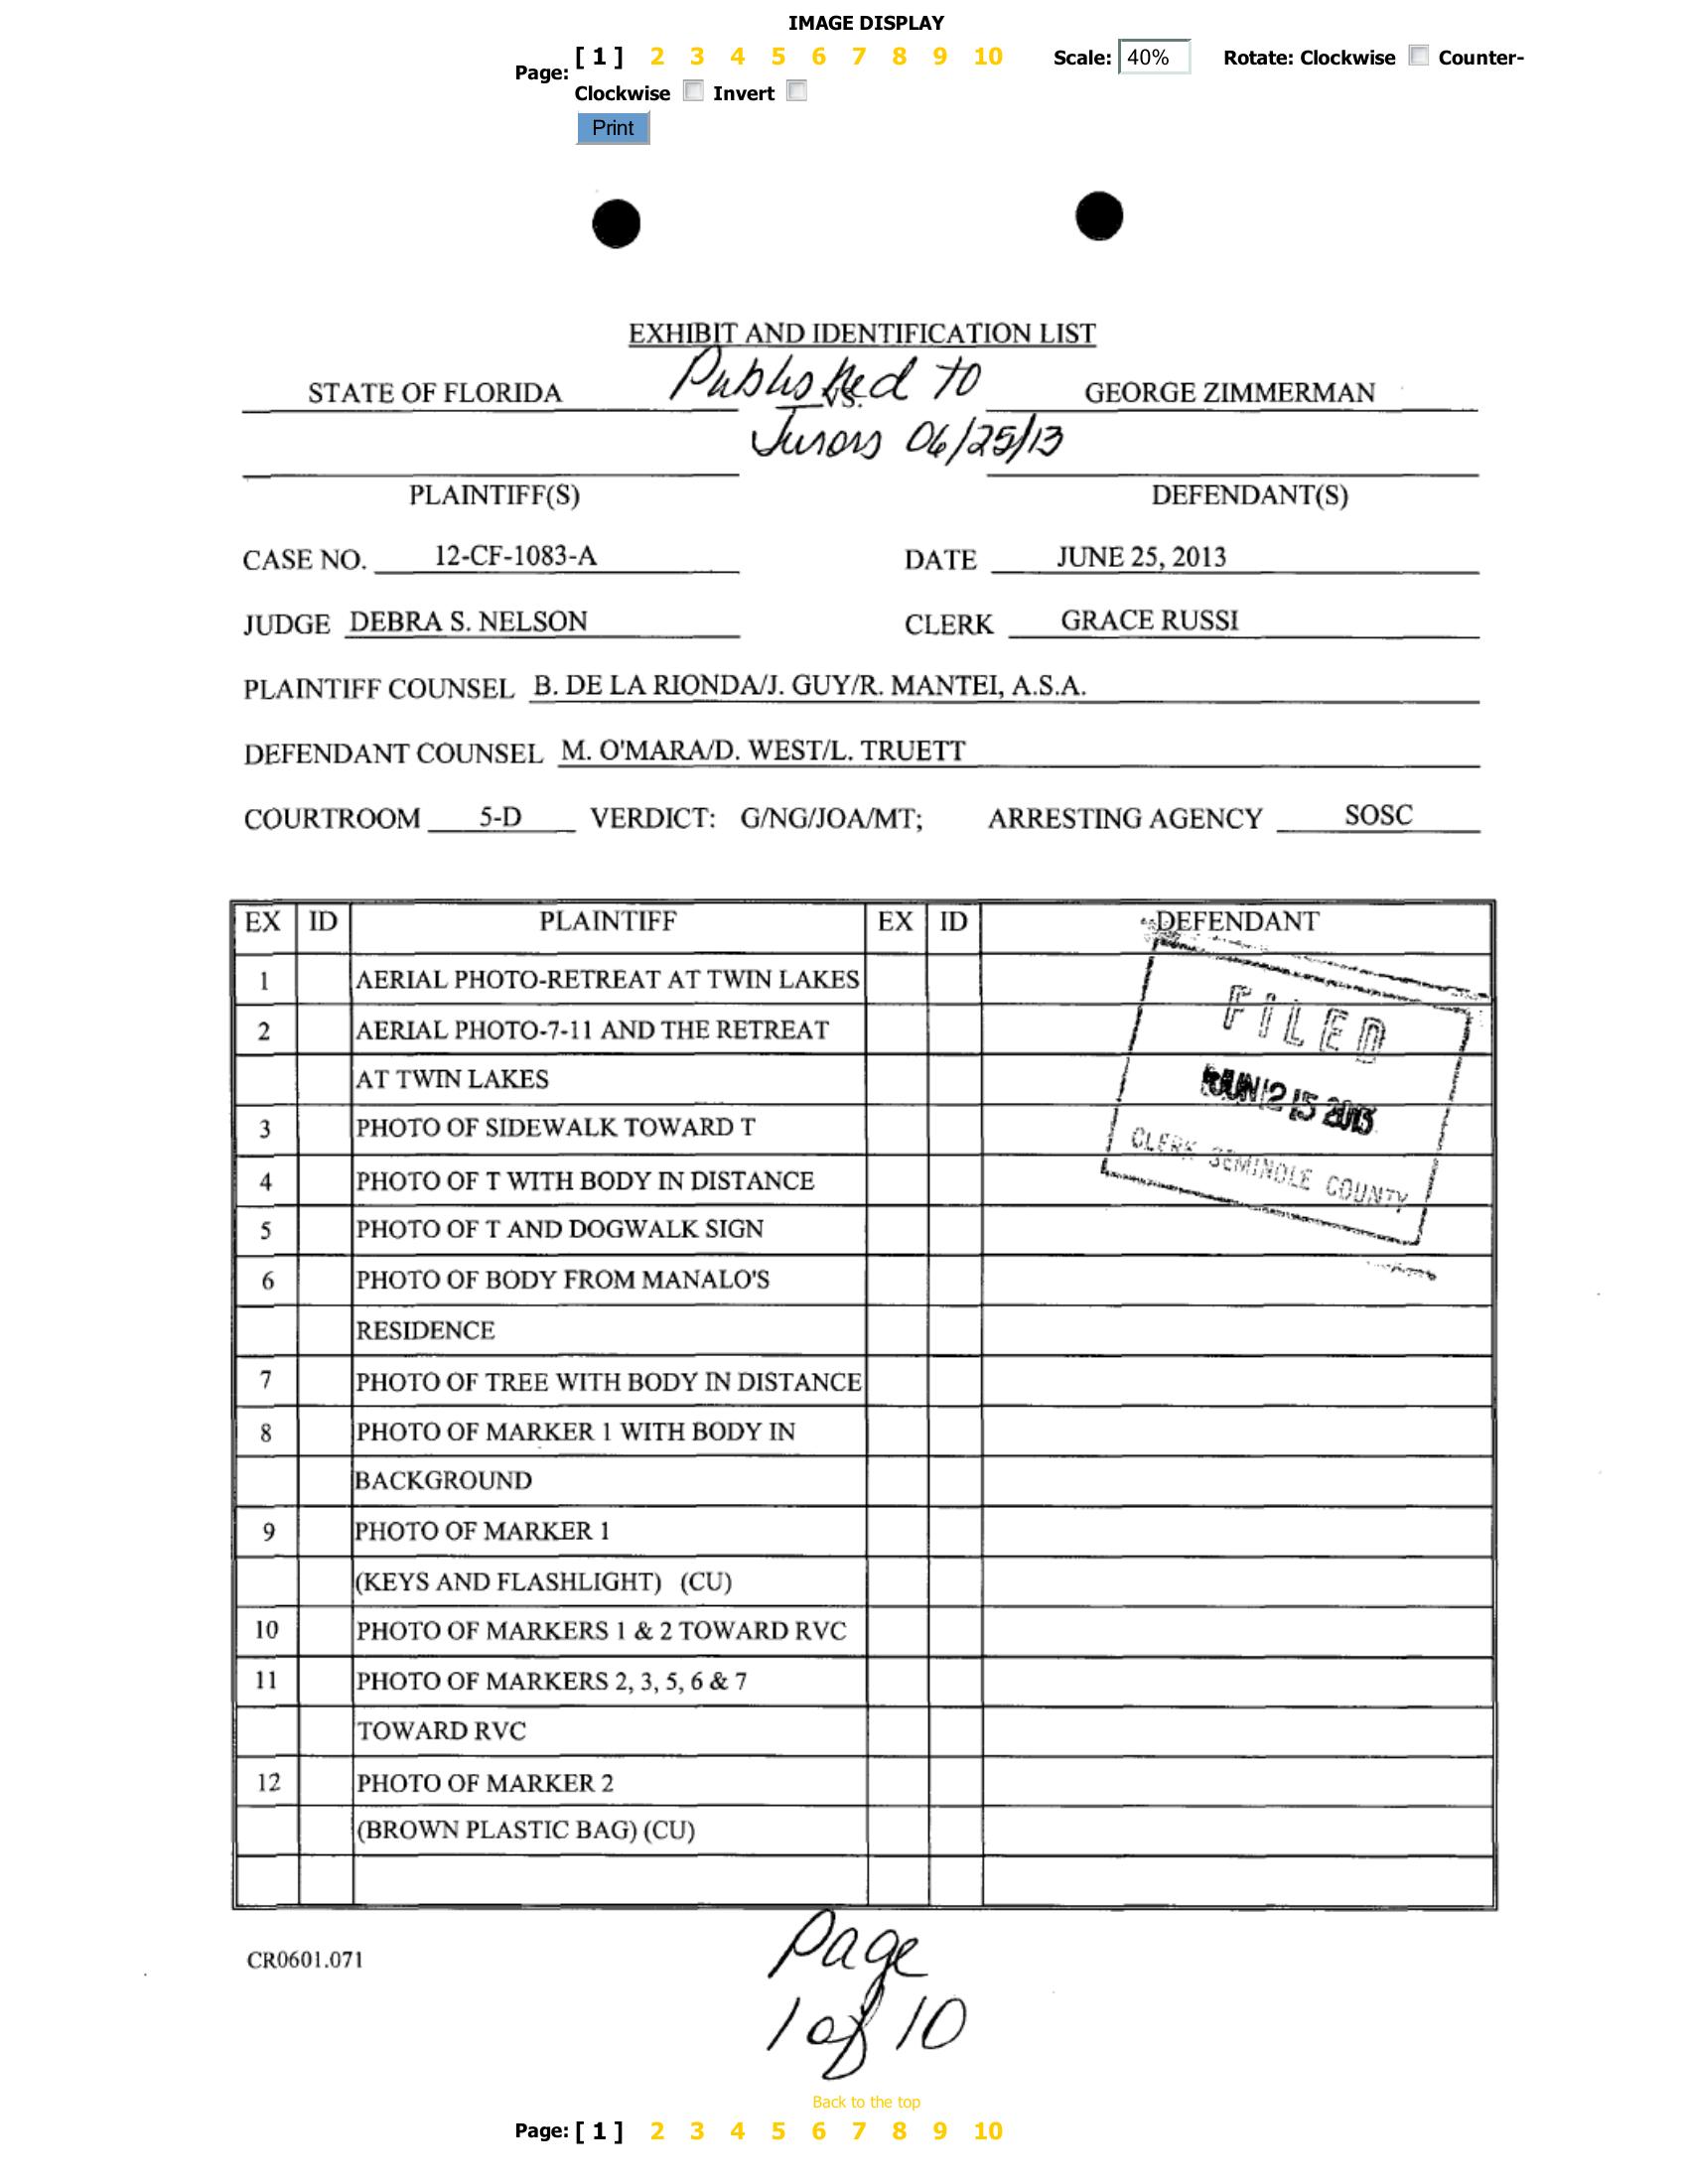 IMAGE DISPLAY
Page: [ 1 ] 2 3 4 5 6 7 8 9 10 Scale: 40% Rotate: Clockwise Counter-
Clockwise Invert
Print
EXHIBIT AND IDENTIFICATION LIST
STATE OF FLORIDA Published to VS. GEORGE ZIMMERMAN
Jurors 06/25/13
PLAINTIFF(S) DEFENDANT(S)
CASE NO. 12-CF-1083-A DATE JUNE 25, 2013
JUDGE DEBRA S. NELSON CLERK GRACE RUSSI
PLAINTIFF COUNSEL B. DE LA RIONDA/J. GUY/R. MANTEI, A.S.A.
DEFENDANT COUNSEL M. O'MARA/D. WEST/L. TRUETT
COURTROOM 5-D VERDICT: G/NG/JOA/MT; ARRESTING AGENCY SOSC
EX ID PLAINTIFF EX ID DEFENDANT
1 AERIAL PHOTO-RETREAT AT TWIN LAKES
FILED
2 AERIAL PHOTO-7-11 AND THE RETREAT
AT TWIN LAKES
3 PHOTO OF SIDEWALK TOWARD T
CLERK SEMINOLE COUNTY
4 PHOTO OF T WITH BODY IN DISTANCE
5 PHOTO OF T AND DOGWALK SIGN
6 PHOTO OF BODY FROM MANALO'S
RESIDENCE
7 PHOTO OF TREE WITH BODY IN DISTANCE
8 PHOTO OF MARKER 1 WITH BODY IN
BACKGROUND
9 PHOTO OF MARKER 1
(KEYS AND FLASHLIGHT) (CU)
10 PHOTO OF MARKERS 1 & 2 TOWARD RVC
11 PHOTO OF MARKERS 2, 3, 5, 6 & 7
TOWARD RVC
12 PHOTO OF MARKER 2
(BROWN PLASTIC BAG) (CU)
CR0601.071
Page
1 of 10
Back to the top
Page: [ 1 ] 2 3 4 5 6 7 8 9 10